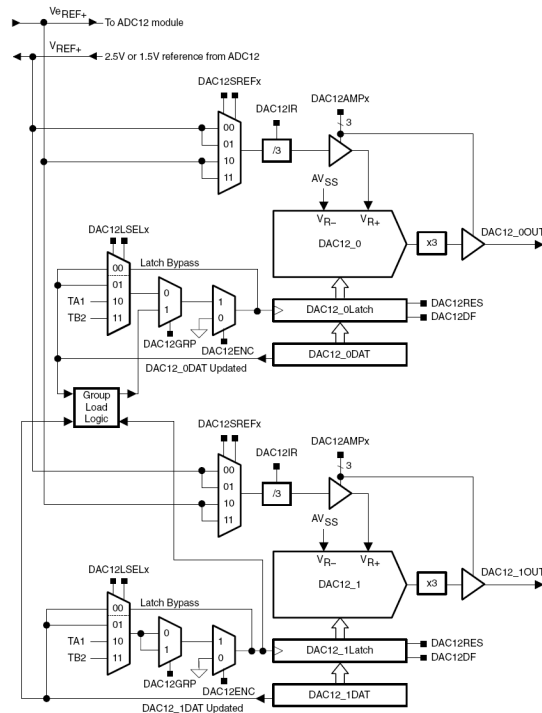 VeREF+
To ADC12 module
VREF+
2.5V or 1.5V reference from ADC12
DAC12SREFx
DAC12IR
DAC12AMPx
3
00
01
10
11
/3
AVSS
VR−
VR+
DAC12_0
x3
DAC12_0OUT
DAC12LSELx
Latch Bypass
00
01
TA1
10
TB2
11
0
1
1
0
DAC12GRP
DAC12ENC
DAC12_0Latch
DAC12RES
DAC12DF
DAC12_0DAT
DAC12_0DAT Updated
Group
Load
Logic
DAC12SREFx
DAC12IR
DAC12AMPx
3
00
01
10
11
/3
AVSS
VR−
VR+
DAC12_1
x3
DAC12_1OUT
DAC12LSELx
Latch Bypass
00
01
TA1
10
TB2
11
0
1
1
0
DAC12GRP
DAC12ENC
DAC12_1Latch
DAC12RES
DAC12DF
DAC12_1DAT
DAC12_1DAT Updated